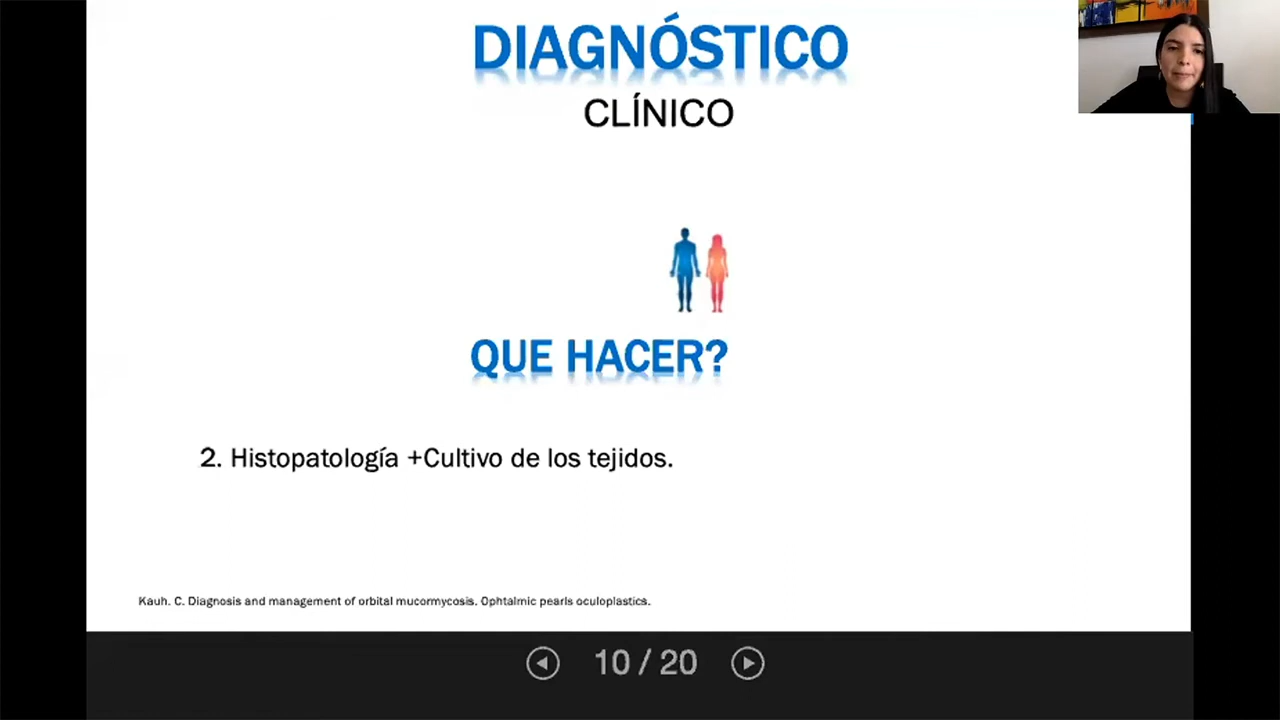 DIAGNÓSTICO
CLÍNICO
QUE HACER?
2. Histopatología +Cultivo de los tejidos.
Kauh. C. Diagnosis and management of orbital mucormycosis. Ophtalmic pearls oculoplastics.
10 / 20